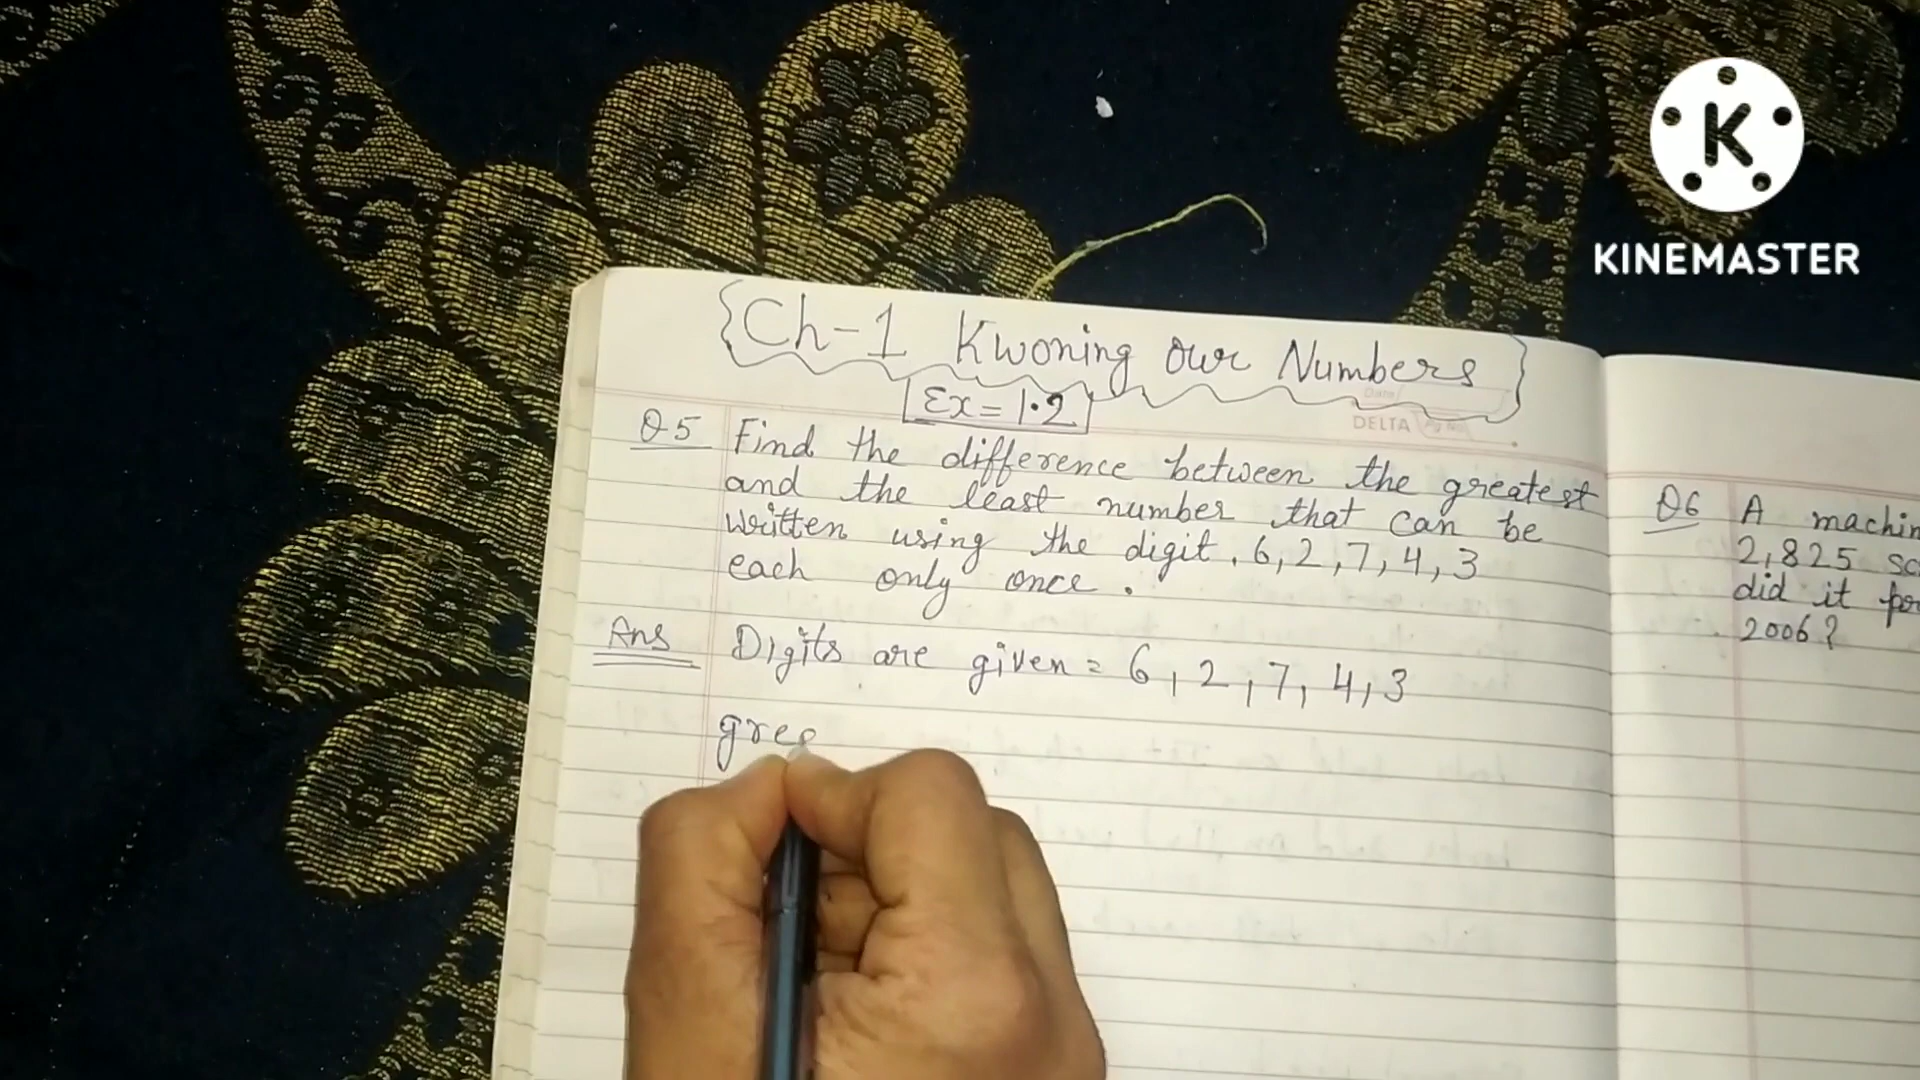 K
KINEMASTER
Ch-1 Kwoning our Numbers
Ex = 1.2
DELTA
Q5 Find the difference between the greatest
and the least number that can be
written using the digit. 6, 2, 7, 4, 3
each only once.
Ans Digits are given = 6, 2, 7, 4, 3
grea
Q6 A machin
2,825 sc
did it
2006?